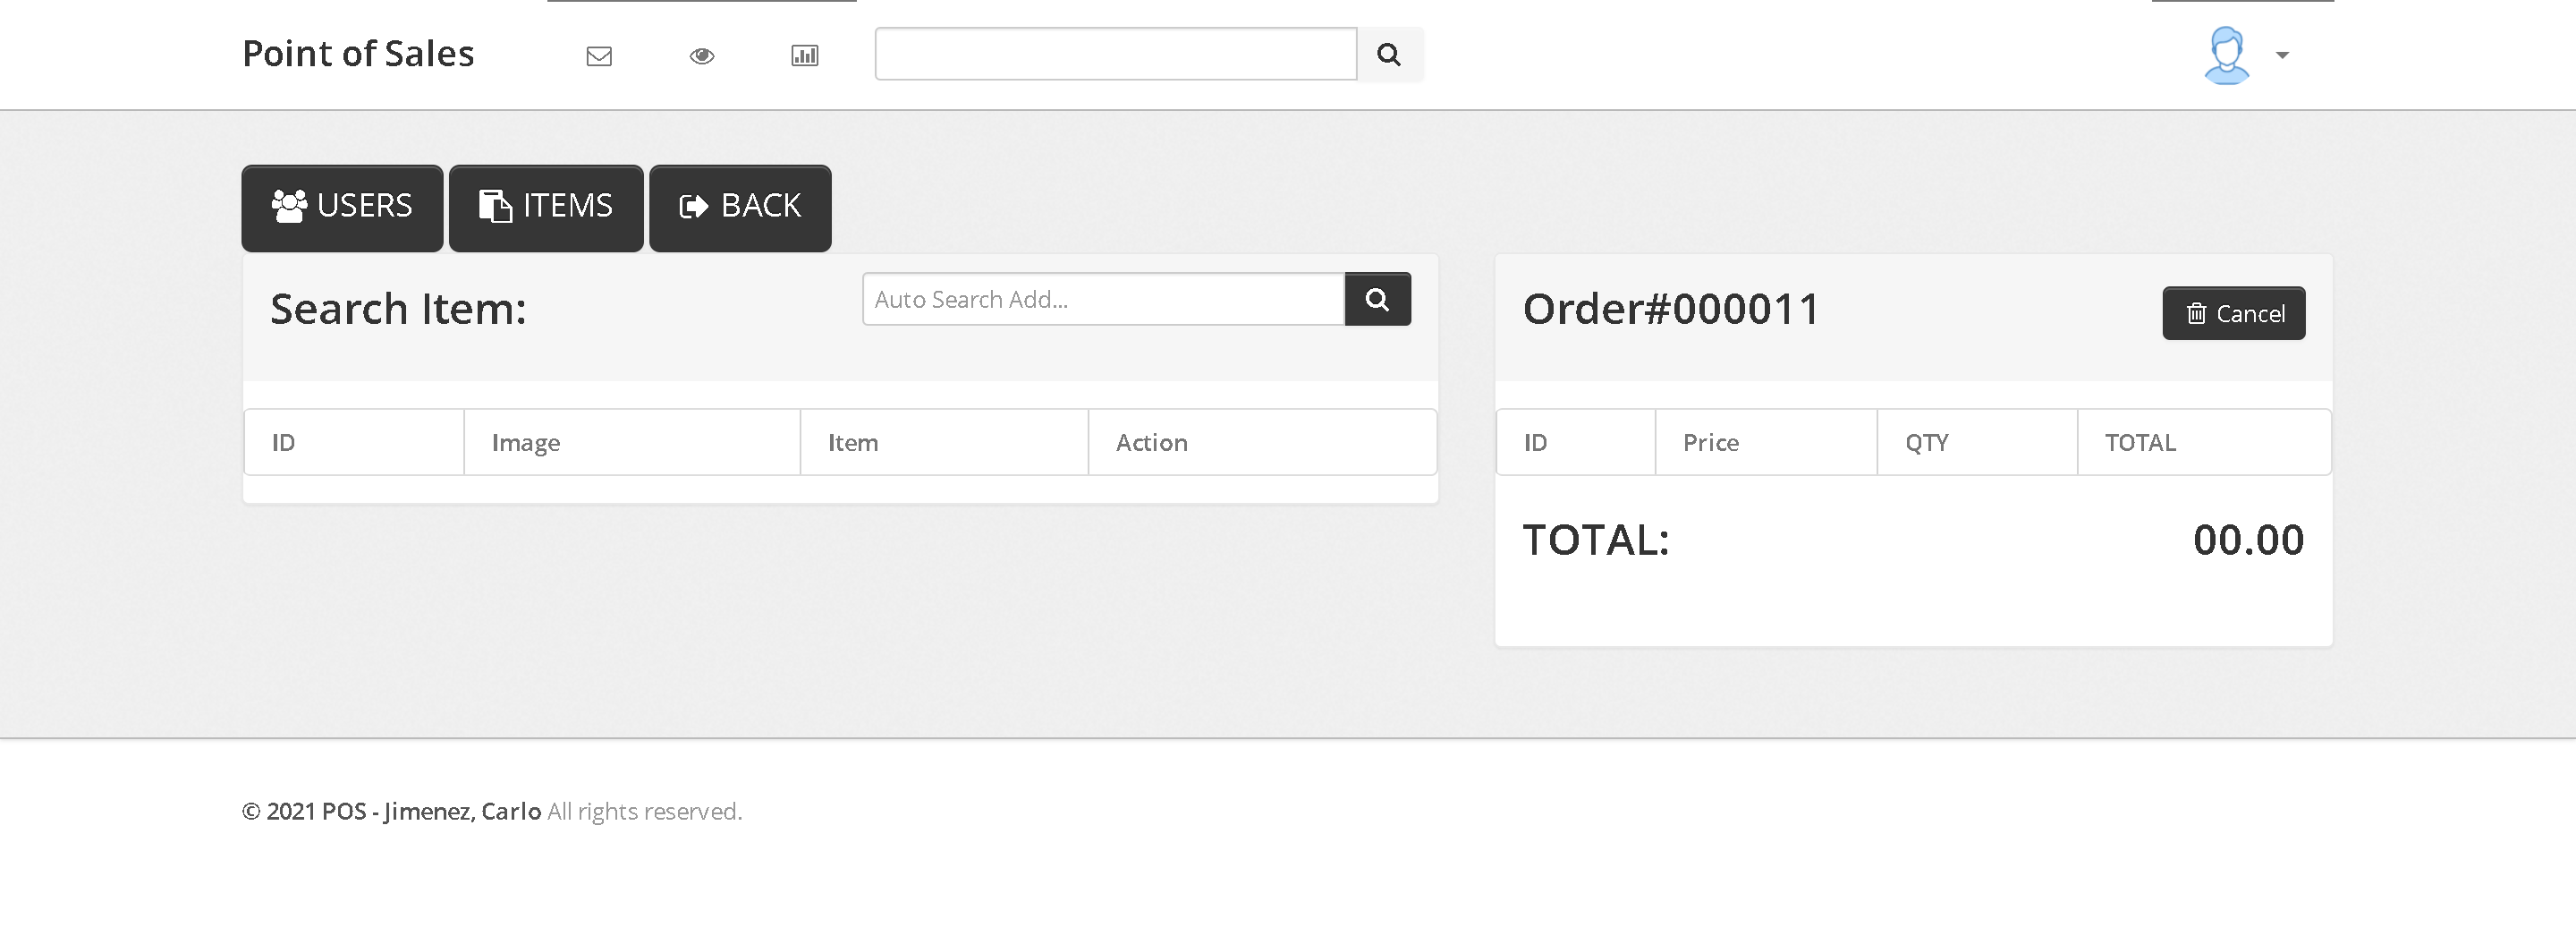 Point of Sales
USERS
ITEMS
BACK
Search Item:
Auto Search Add...
ID
Image
Item
Action
Order#000011
Cancel
ID
Price
QTY
TOTAL
TOTAL:
00.00
© 2021 POS - Jimenez, Carlo All rights reserved.